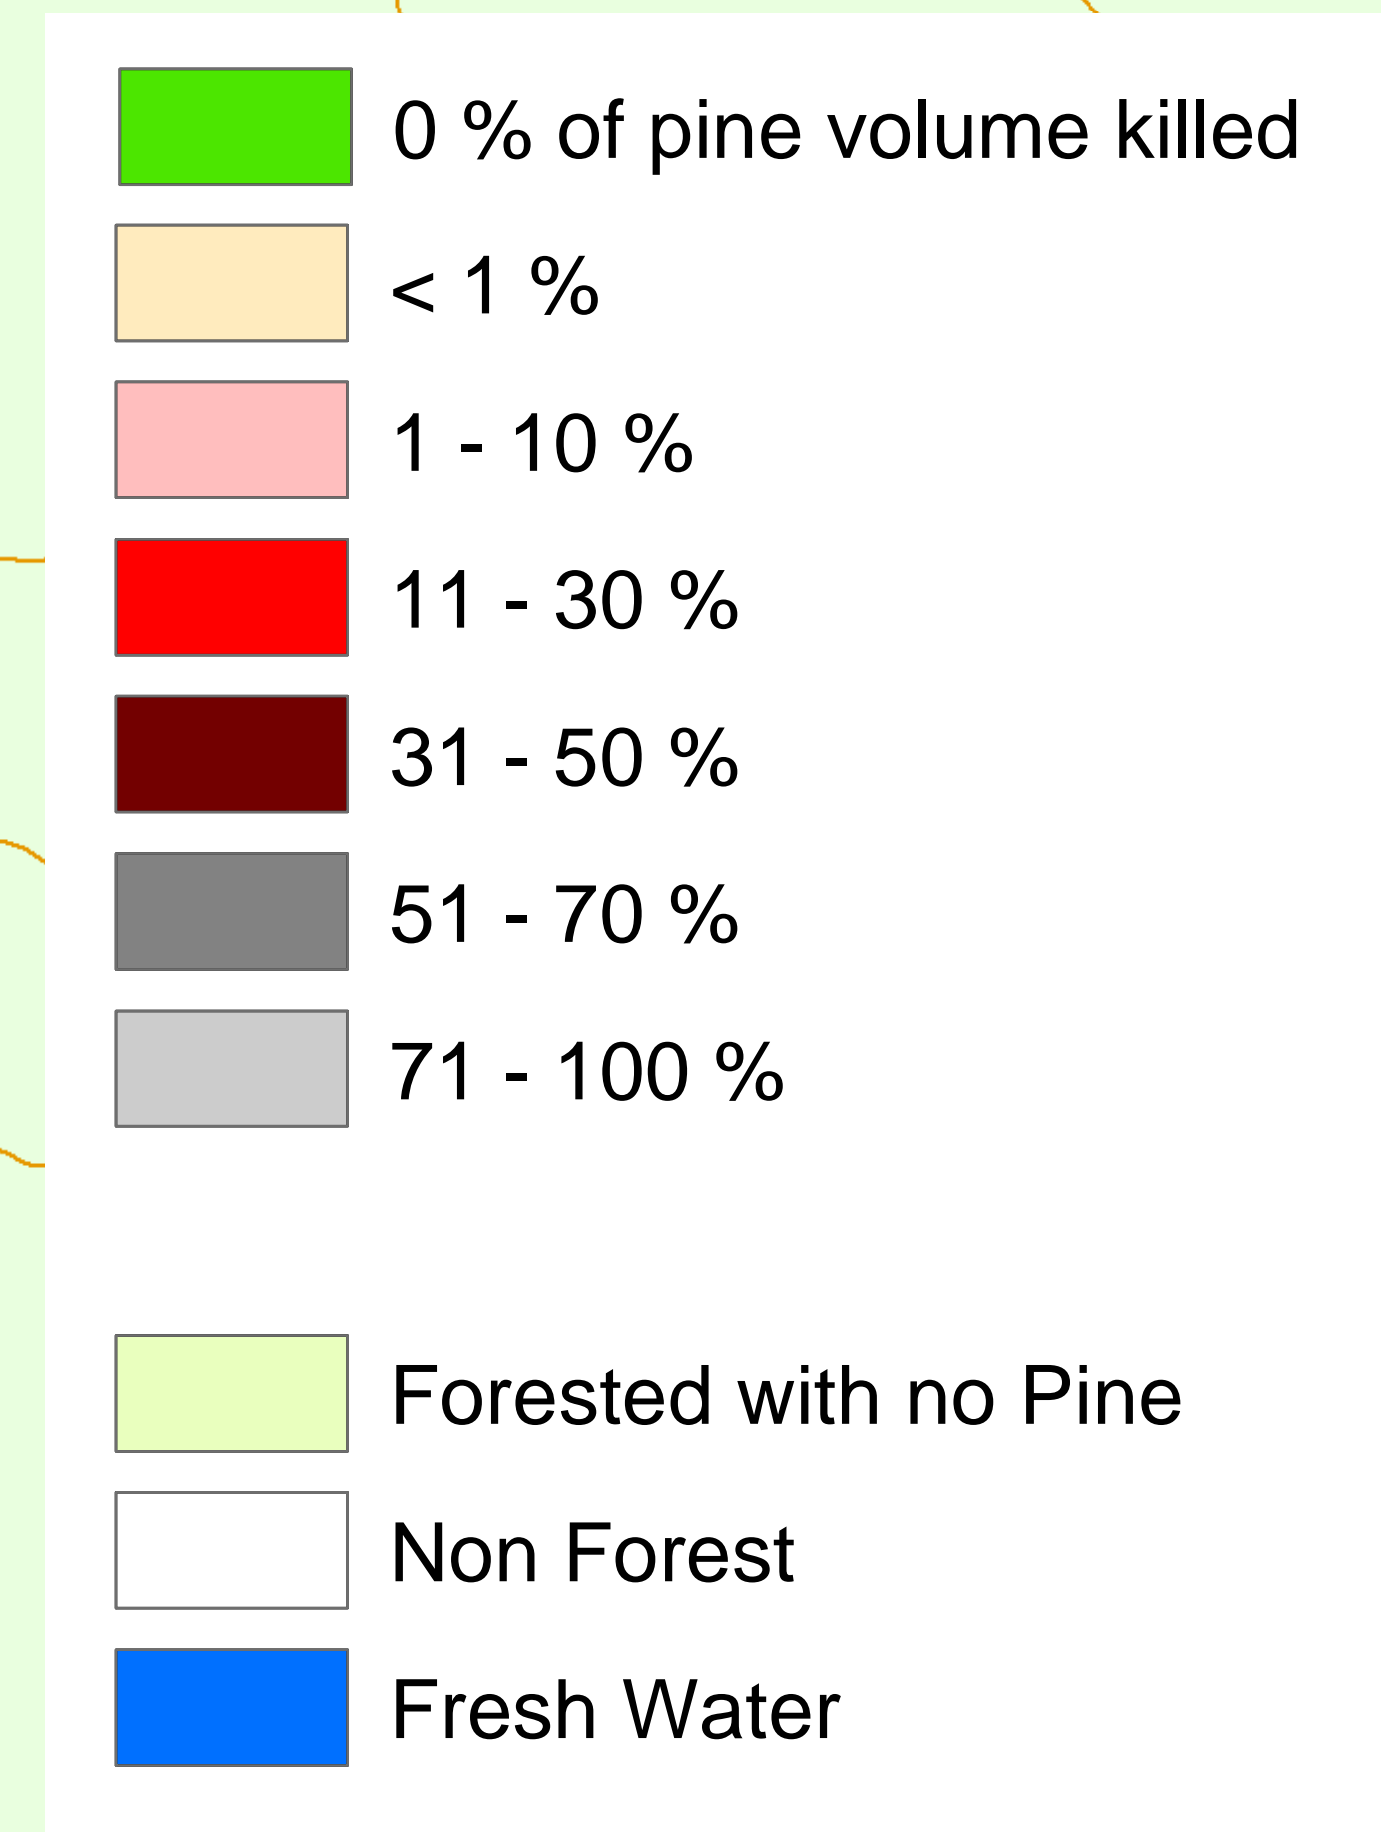 0 % of pine volume killed
< 1 %
1 - 10 %
11 - 30 %
31 - 50 %
51 - 70 %
71 - 100 %
Forested with no Pine
Non Forest
Fresh Water